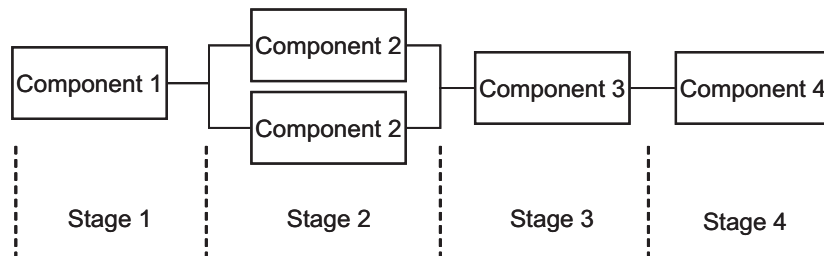 Component 2
Component 1
Component 3
Component 4
Component 2
Stage 1
Stage 2
Stage 3
Stage 4